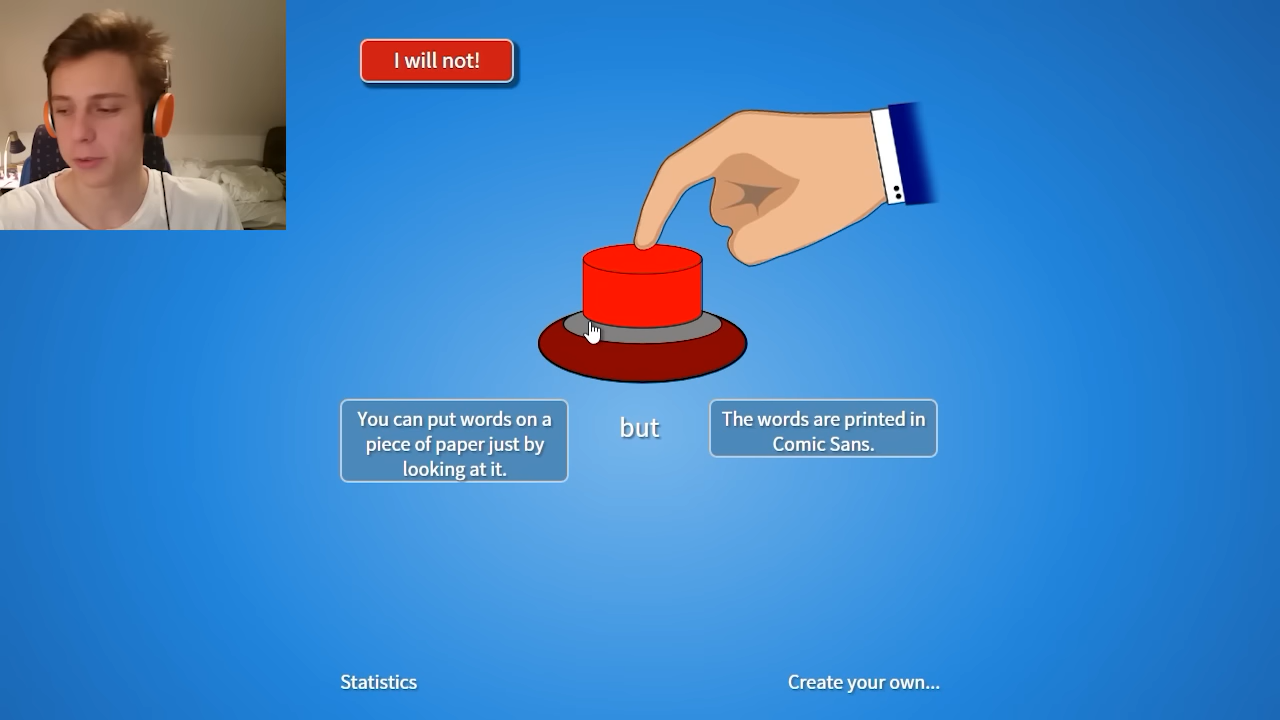 I will not!
You can put words on a
piece of paper just by
looking at it.
but
The words are printed in
Comic Sans.
Statistics
Create your own...